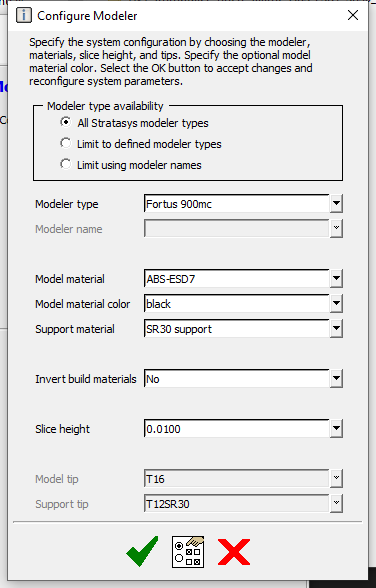 Configure Modeler
Specify the system configuration by choosing the modeler,
materials, slice height, and tips. Specify the optional model
material color. Select the OK button to accept changes and
reconfigure system parameters.
Modeler type availability
All Stratasys modeler types
Limit to defined modeler types
Limit using modeler names
Modeler type Fortus 900mc
Modeler name
Model material ABS-ESD7
Model material color black
Support material SR30 support
Invert build materials No
Slice height 0.0100
Model tip T16
Support tip T12SR30